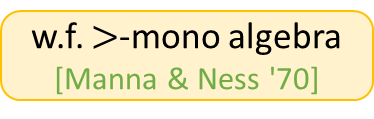 w.f. >-mono algebra
[Manna & Ness '70]